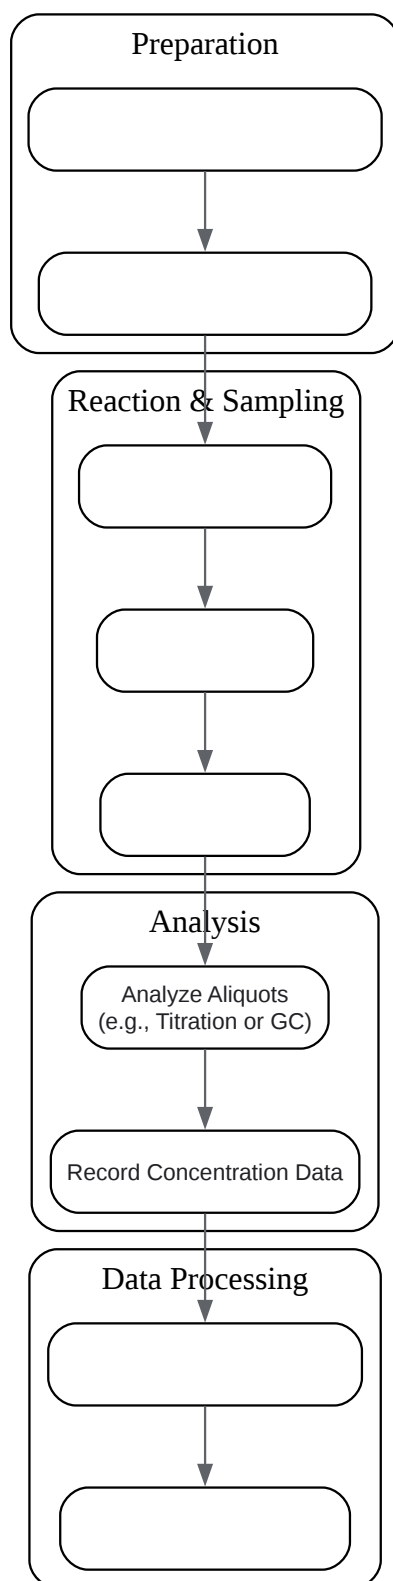 Preparation
Reaction & Sampling
Analysis
Analyze Aliquots
(e.g., Titration or GC)
Record Concentration Data
Data Processing